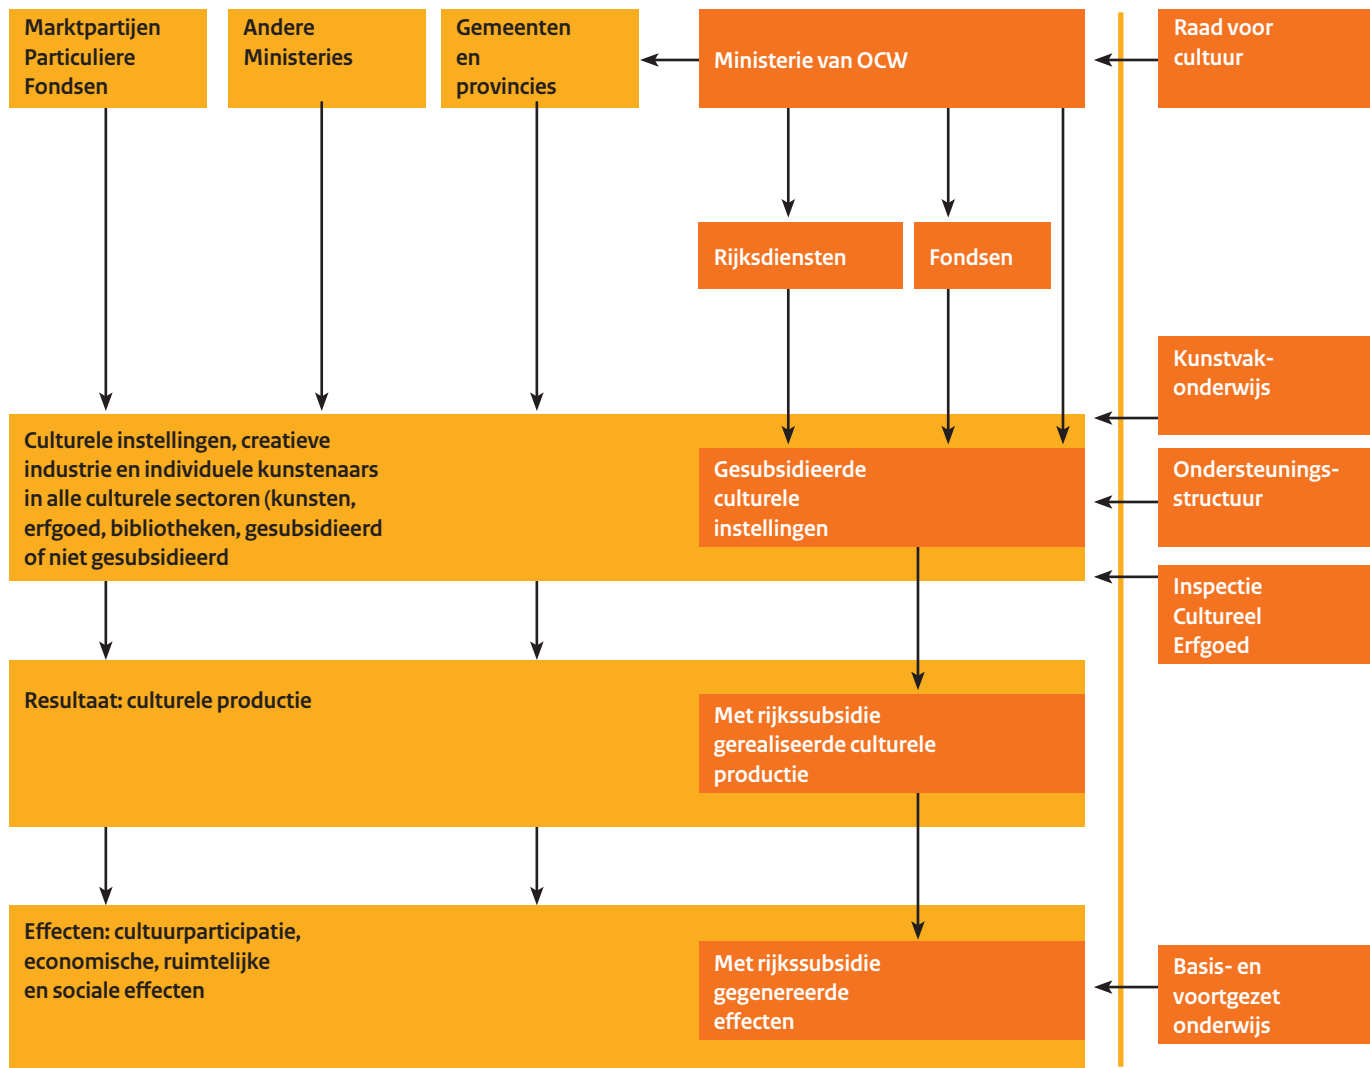 Marktpartijen
Particuliere
Fondsen
Andere
Ministeries
Gemeenten
en
provincies
Ministerie van OCW
Raad voor
cultuur
Rijksdiensten
Fondsen
Kunstvak-
onderwijs
Culturele instellingen, creatieve
industrie en individuele kunstenaars
in alle culturele sectoren (kunsten,
erfgoed, bibliotheken, gesubsidieerd
of niet gesubsidieerd
Gesubsidieerde
culturele
instellingen
Ondersteunings-
structuur
Inspectie
Cultureel
Erfgoed
Resultaat: culturele productie
Met rijkssubsidie
gerealiseerde culturele
productie
Effecten: cultuurparticipatie,
economische, ruimtelijke
en sociale effecten
Met rijkssubsidie
gegenereerde
effecten
Basis- en
voortgezet
onderwijs